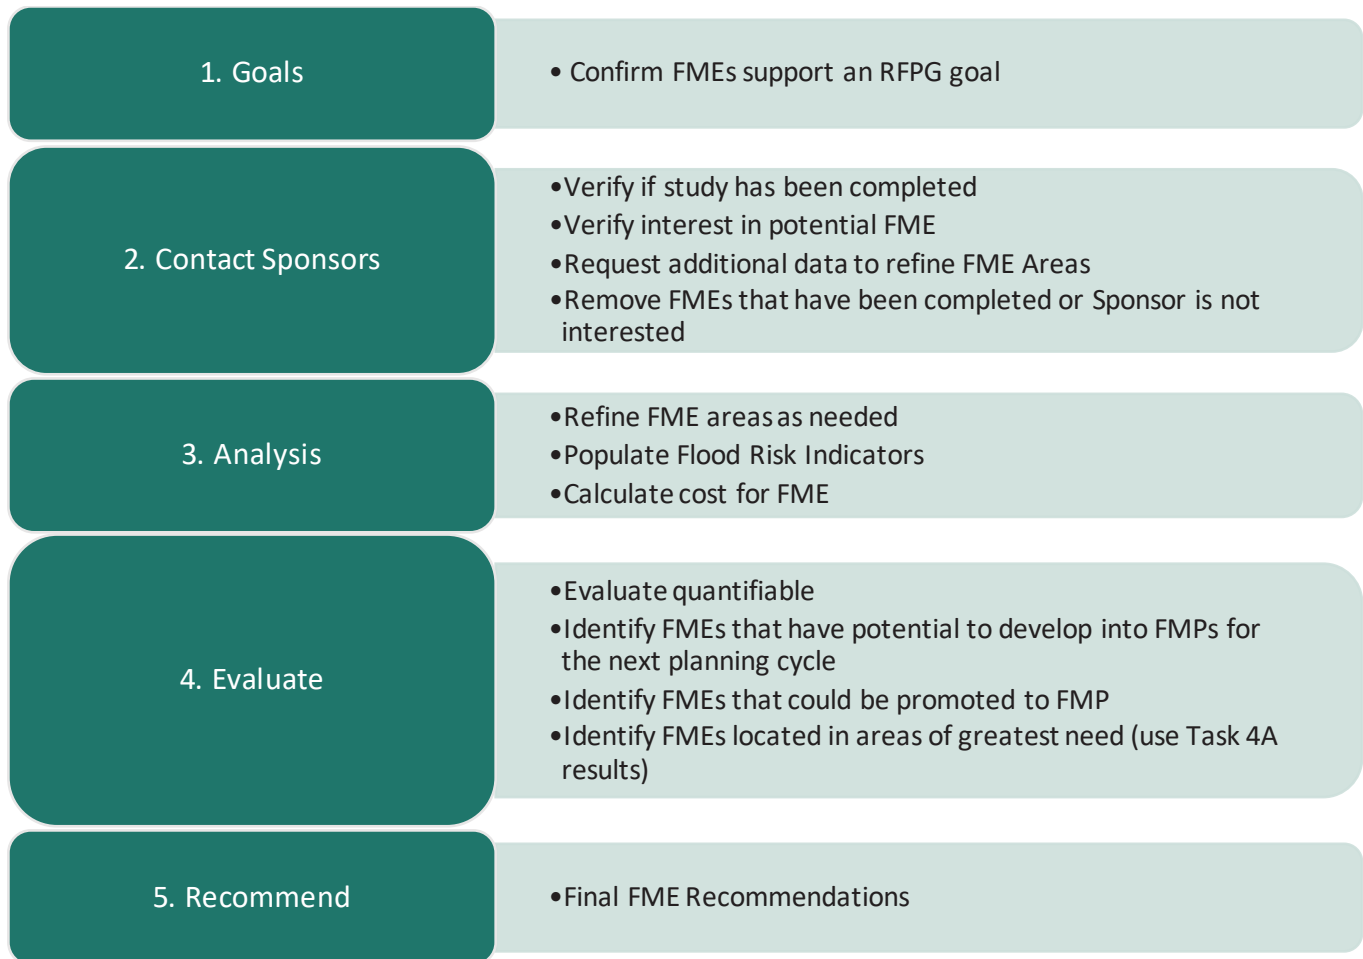 1. Goals
• Confirm FMEs support an RFPG goal
2. Contact Sponsors
•Verify if study has been completed
•Verify interest in potential FME
•Request additional data to refine FME Areas
•Remove FMEs that have been completed or Sponsor is not
interested
3. Analysis
•Refine FME areas as needed
•Populate Flood Risk Indicators
•Calculate cost for FME
4. Evaluate
•Evaluate quantifiable
•Identify FMEs that have potential to develop into FMPs for
the next planning cycle
•Identify FMEs that could be promoted to FMP
•Identify FMEs located in areas of greatest need (use Task 4A
results)
5. Recommend
•Final FME Recommendations